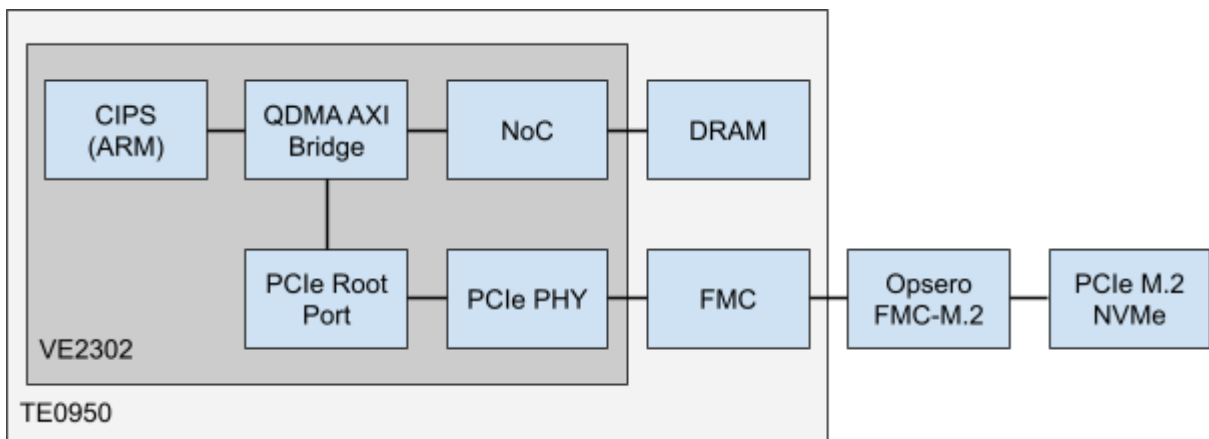 CIPS
(ARM)
QDMA AXI
Bridge
NoC
DRAM
PCIe Root
Port
PCIe PHY
FMC
Opsero
FMC-M.2
PCIe M.2
NVMe
VE2302
TE0950